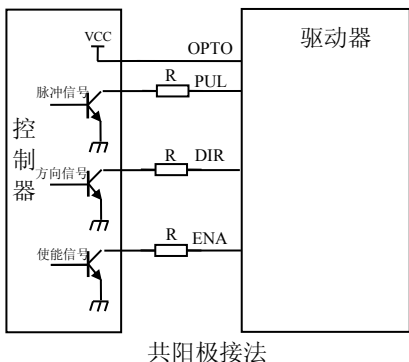 VCC
OPTO
驱动器
脉冲信号
R
PUL
控制器
方向信号
R
DIR
使能信号
R
ENA
共阳极接法